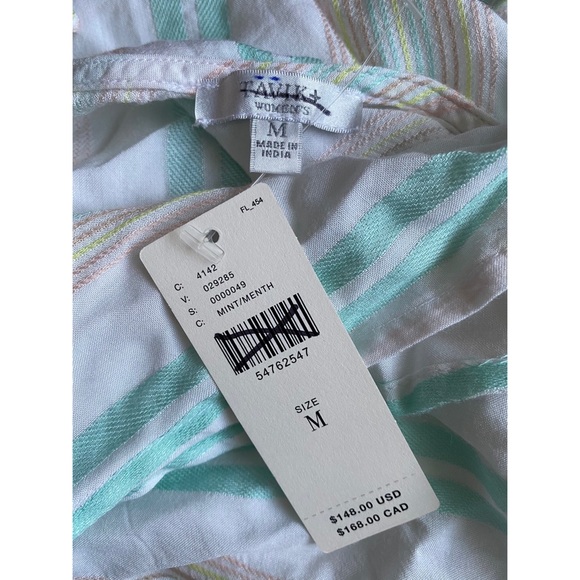 TAVIK
WOMEN'S
M
MADE IN
INDIA
FL_454
C: 4142
V: 029285
S: 0000049
C: MINT/MENTH
54762547
SIZE
M
$148.00 USD
$168.00 CAD